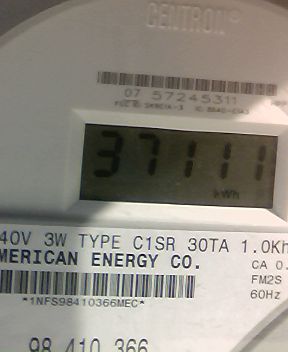 CENTRON®
07 57245311
37111
kWh
40V 3W TYPE C1SR 30TA 1.0Kh
MERICAN ENERGY CO.
CA 0.
FM2S
60Hz
*1NFS98410366MEC*
98 410 366